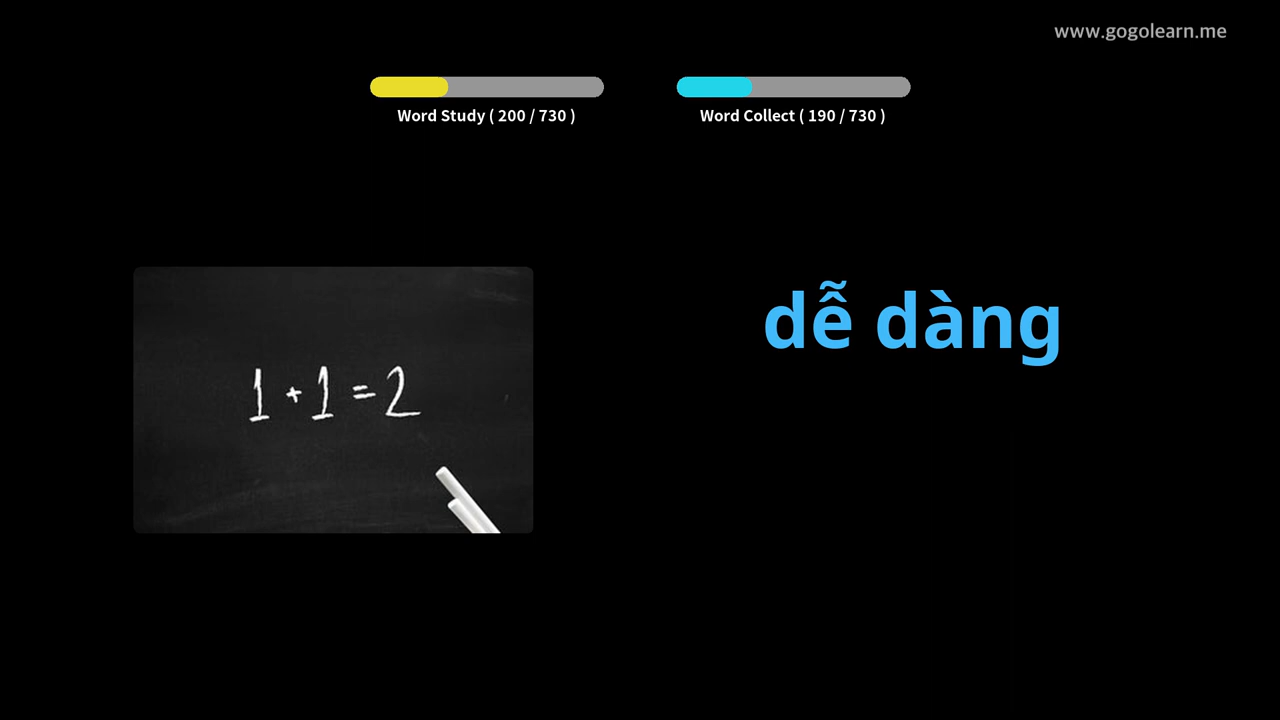 www.gogolearn.me
Word Study ( 200 / 730 )
Word Collect ( 190 / 730 )
dễ dàng
1 + 1 = 2